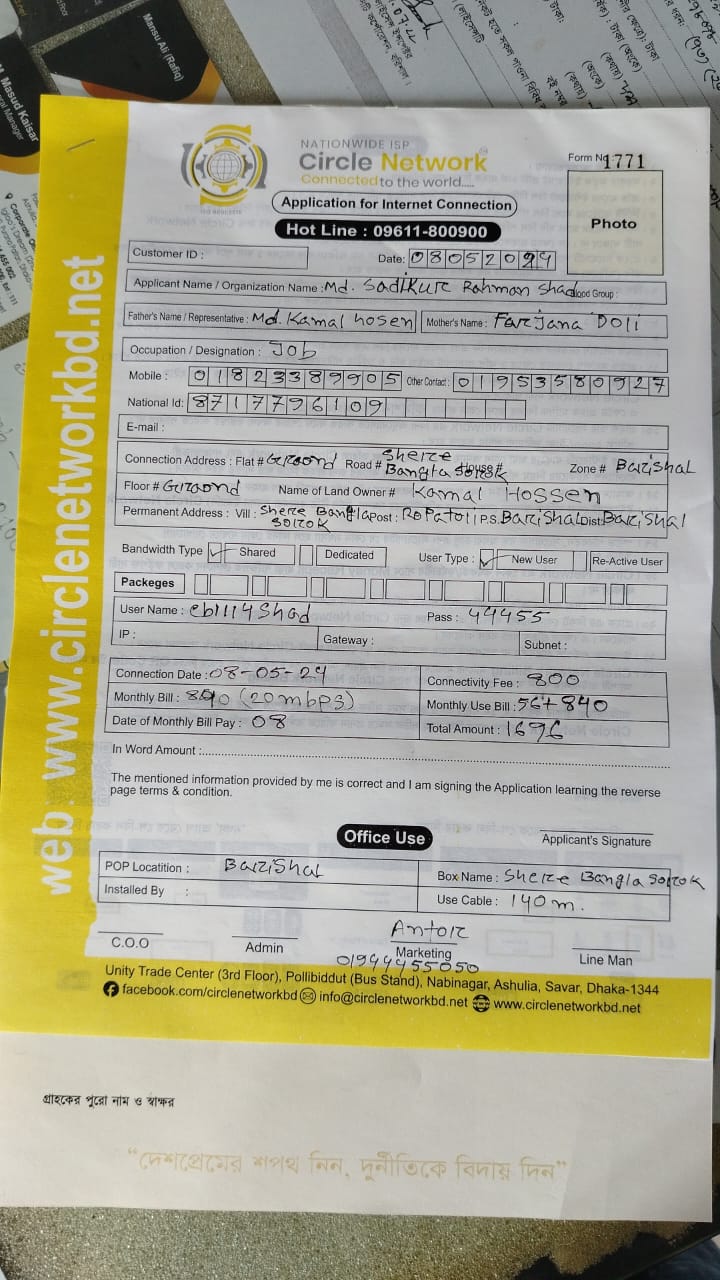 Mansu Ali (Rafiq)
M. Masud Kaisar
NATIONWIDE ISP
Circle Network
Connected to the world.....
Form No 1771
Application for Internet Connection
Hot Line : 09611-800900
Photo
Customer ID :
Date: 08052024
Applicant Name / Organization Name : Md. Sadikur Rahman Shad Blood Group :
Father's Name / Representative : Md. Kamal hosen Mother's Name : Farjana Doli
Occupation / Designation : Job
Mobile : 01823389905 Other Contact : 01953580927
National Id: 8717796109
E-mail :
Connection Address : Flat # Ground Road # Shere Bangla Sorok House # Zone # Barishal
Floor # Ground Name of Land Owner # Kamal Hossen
Permanent Address : Vill : Shere Bangla Sorok Post : Ropatoli P.S. Barishal Dist. Barishal
Bandwidth Type Shared Dedicated User Type : New User Re-Active User
Packeges
User Name : cb1114shad Pass : 44455
IP : Gateway : Subnet :
Connection Date : 08-05-24 Connectivity Fee : 800
Monthly Bill : 840 (20mbps) Monthly Use Bill : 56+840
Date of Monthly Bill Pay : 08 Total Amount : 1696
In Word Amount :
The mentioned information provided by me is correct and I am signing the Application learning the reverse
page terms & condition.
Office Use
Applicant's Signature
POP Locatition : Barishal Box Name : Shere Bangla Sorok
Installed By : Use Cable : 140 m.
C.O.O Admin Antor Marketing Line Man
01944455050
Unity Trade Center (3rd Floor), Pollibiddut (Bus Stand), Nabinagar, Ashulia, Savar, Dhaka-1344
facebook.com/circlenetworkbd info@circlenetworkbd.net www.circlenetworkbd.net
web : www.circlenetworkbd.net
গ্রাহকের পুরো নাম ও স্বাক্ষর
“দেশপ্রেমের শপথ নিন, দুর্নীতিকে বিদায় দিন”